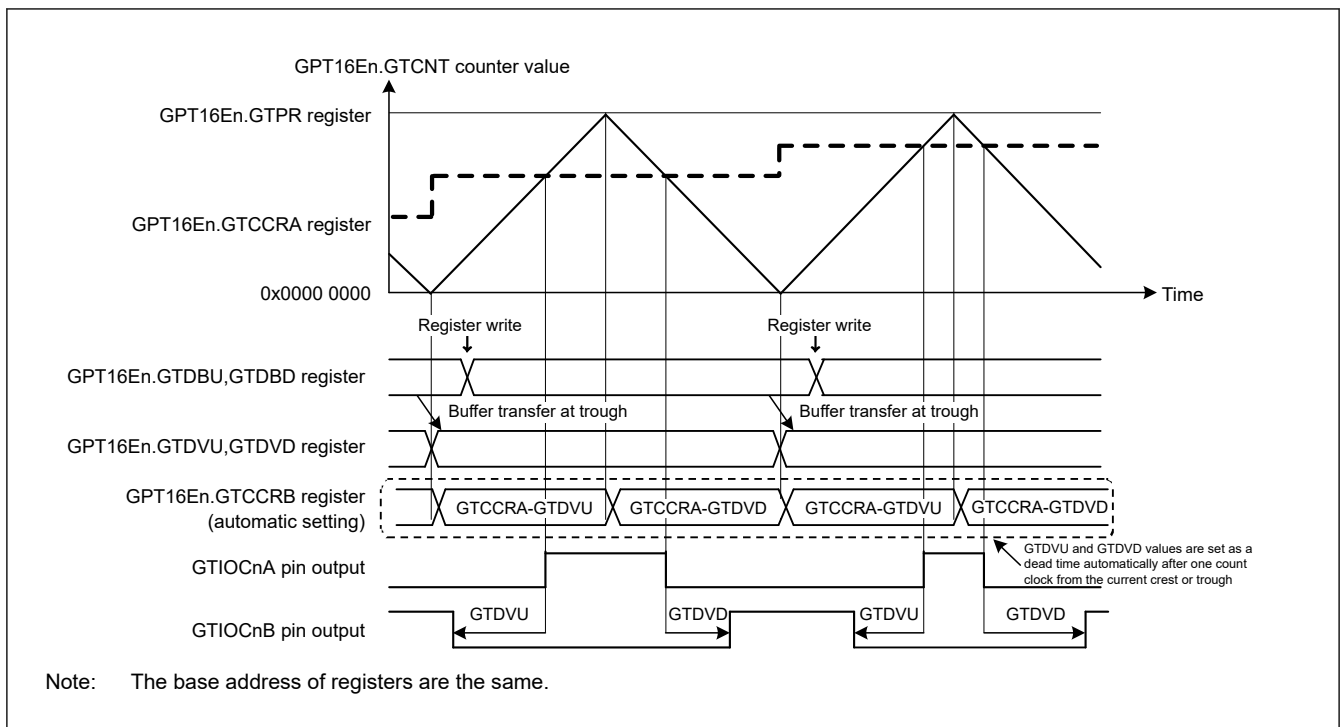 GPT16En.GTCNT counter value
GPT16En.GTPR register
GPT16En.GTCCRA register
0x0000 0000
Time
Register write
Register write
GPT16En.GTDBU,GTDBD register
Buffer transfer at trough
Buffer transfer at trough
GPT16En.GTDVU,GTDVD register
GPT16En.GTCCRB register
(automatic setting)
GTCCRA-GTDVU
GTCCRA-GTDVD
GTCCRA-GTDVU
GTCCRA-GTDVD
GTDVU and GTDVD values are set as a
dead time automatically after one count
clock from the current crest or trough
GTIOCnA pin output
GTDVU
GTDVD
GTDVU
GTDVD
GTIOCnB pin output
Note: The base address of registers are the same.